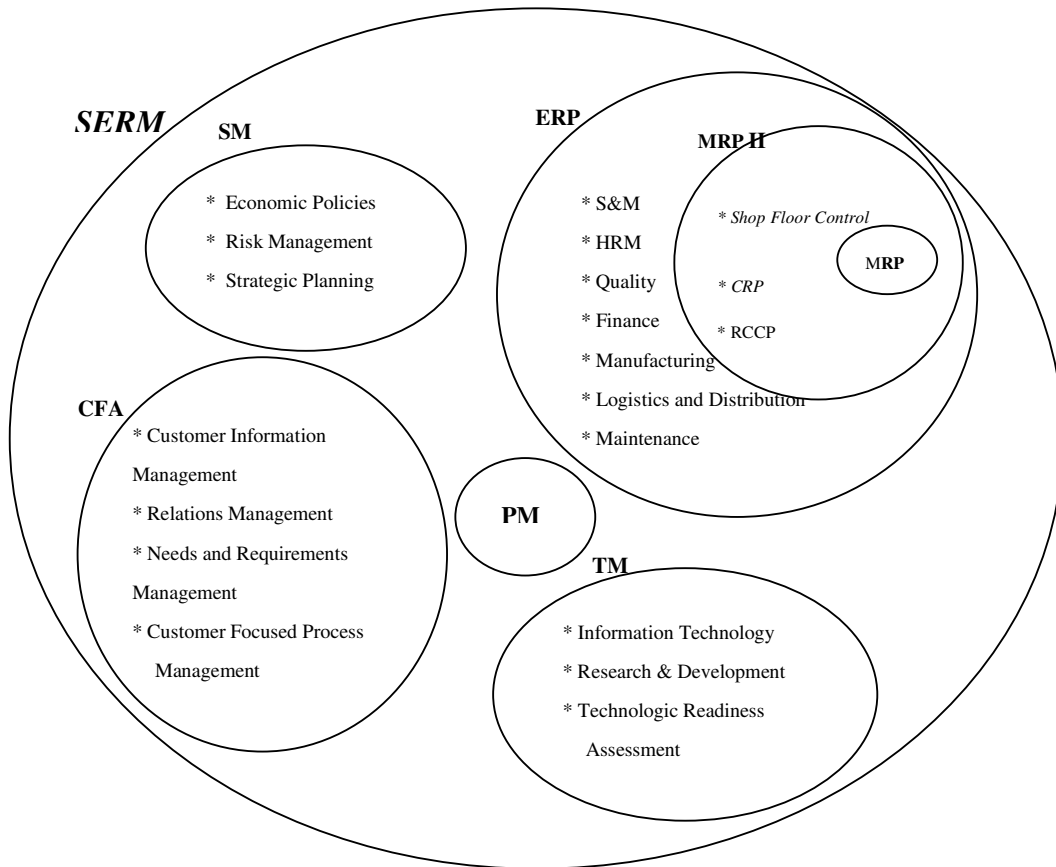 SERM
SM
* Economic Policies
* Risk Management
* Strategic Planning
ERP
* S&M
* HRM
* Quality
* Finance
* Manufacturing
* Logistics and Distribution
* Maintenance
MRP II
* Shop Floor Control
* CRP
* RCCP
MRP
CFA
* Customer Information
Management
* Relations Management
* Needs and Requirements
Management
* Customer Focused Process
Management
PM
TM
* Information Technology
* Research & Development
* Technologic Readiness
Assessment